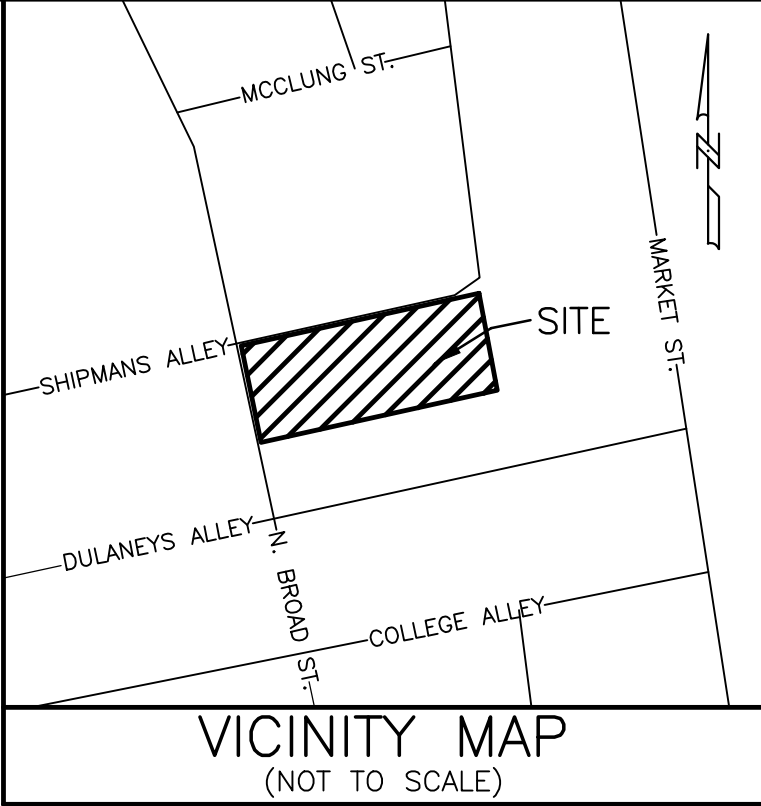 MCCLUNG ST.
N
MARKET ST.
SITE
SHIPMANS ALLEY
DULANEYS ALLEY
N. BROAD ST.
COLLEGE ALLEY
VICINITY MAP
(NOT TO SCALE)